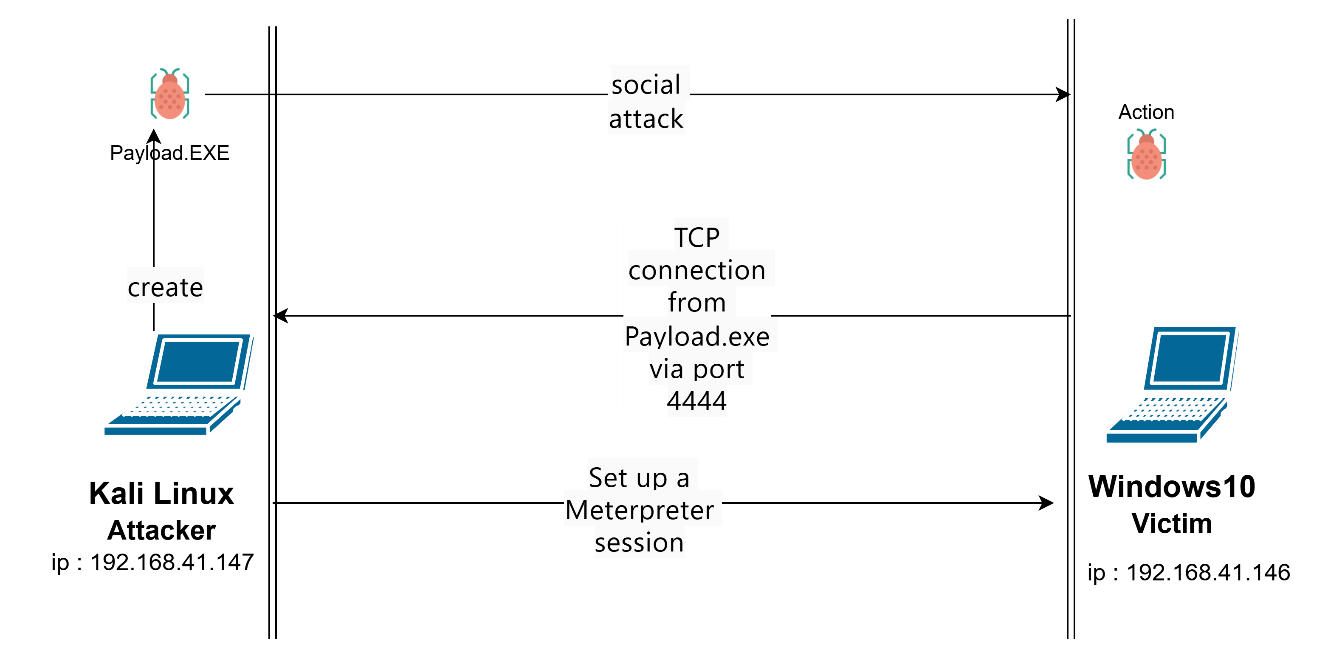 social
attack
Action
Payload.EXE
TCP
connection
from
Payload.exe
via port
4444
create
Set up a
Meterpreter
session
Kali Linux
Attacker
ip : 192.168.41.147
Windows10
Victim
ip : 192.168.41.146